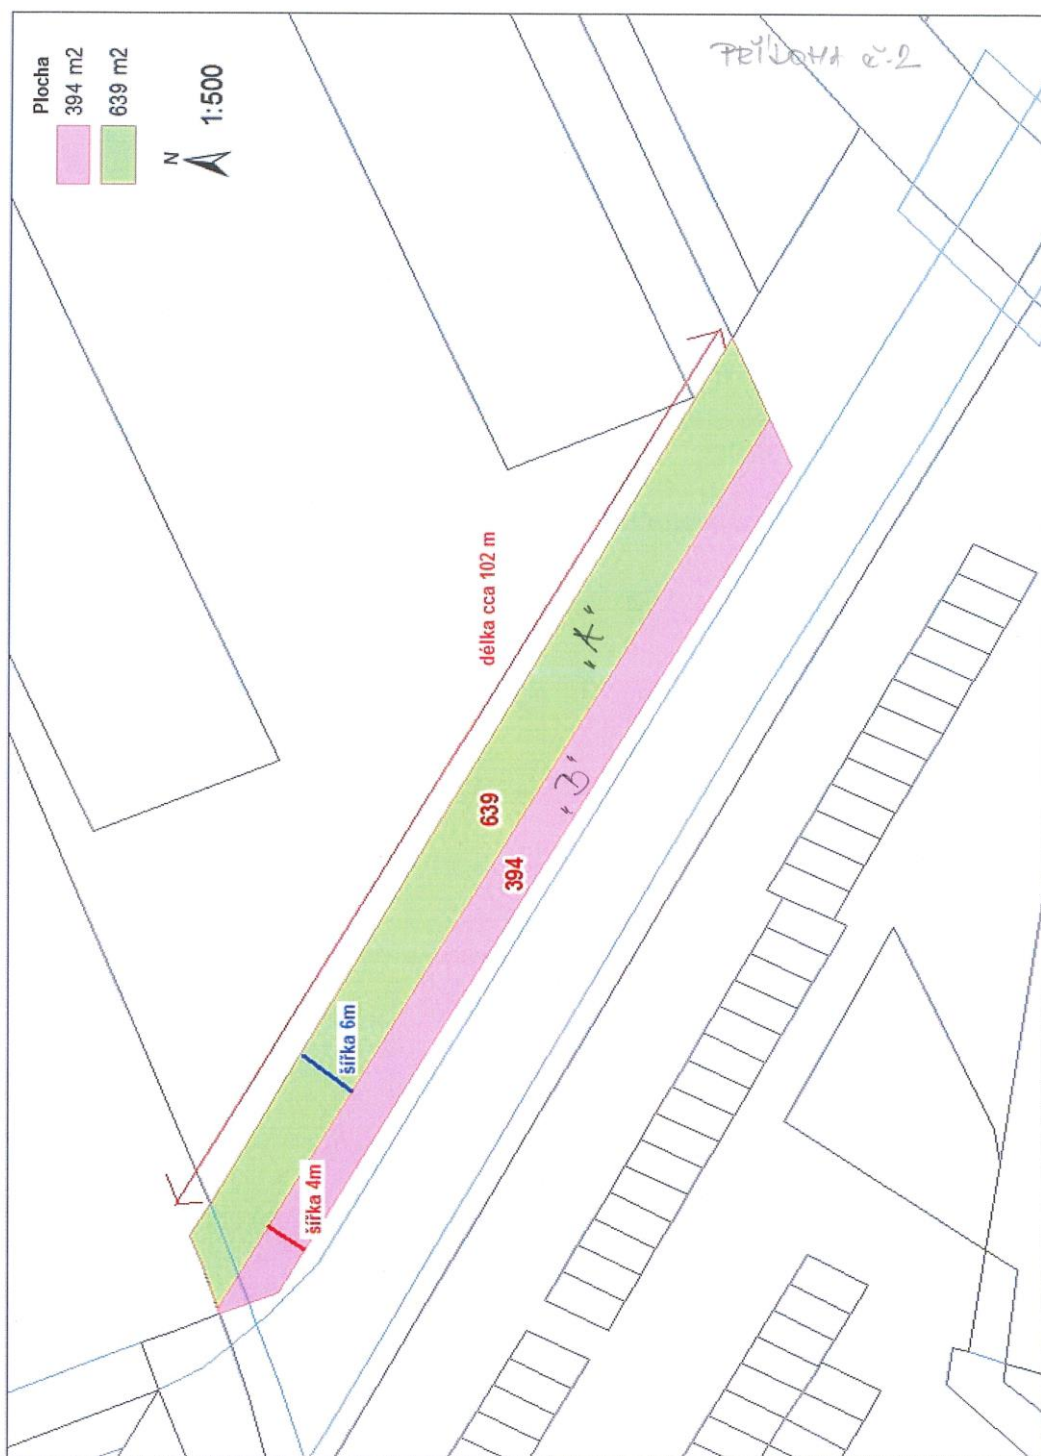 PŘÍLOHA č. 2
Plocha
394 m2
639 m2
N
1:500
délka cca 102 m
"A"
"B"
639
394
šířka 6m
šířka 4m